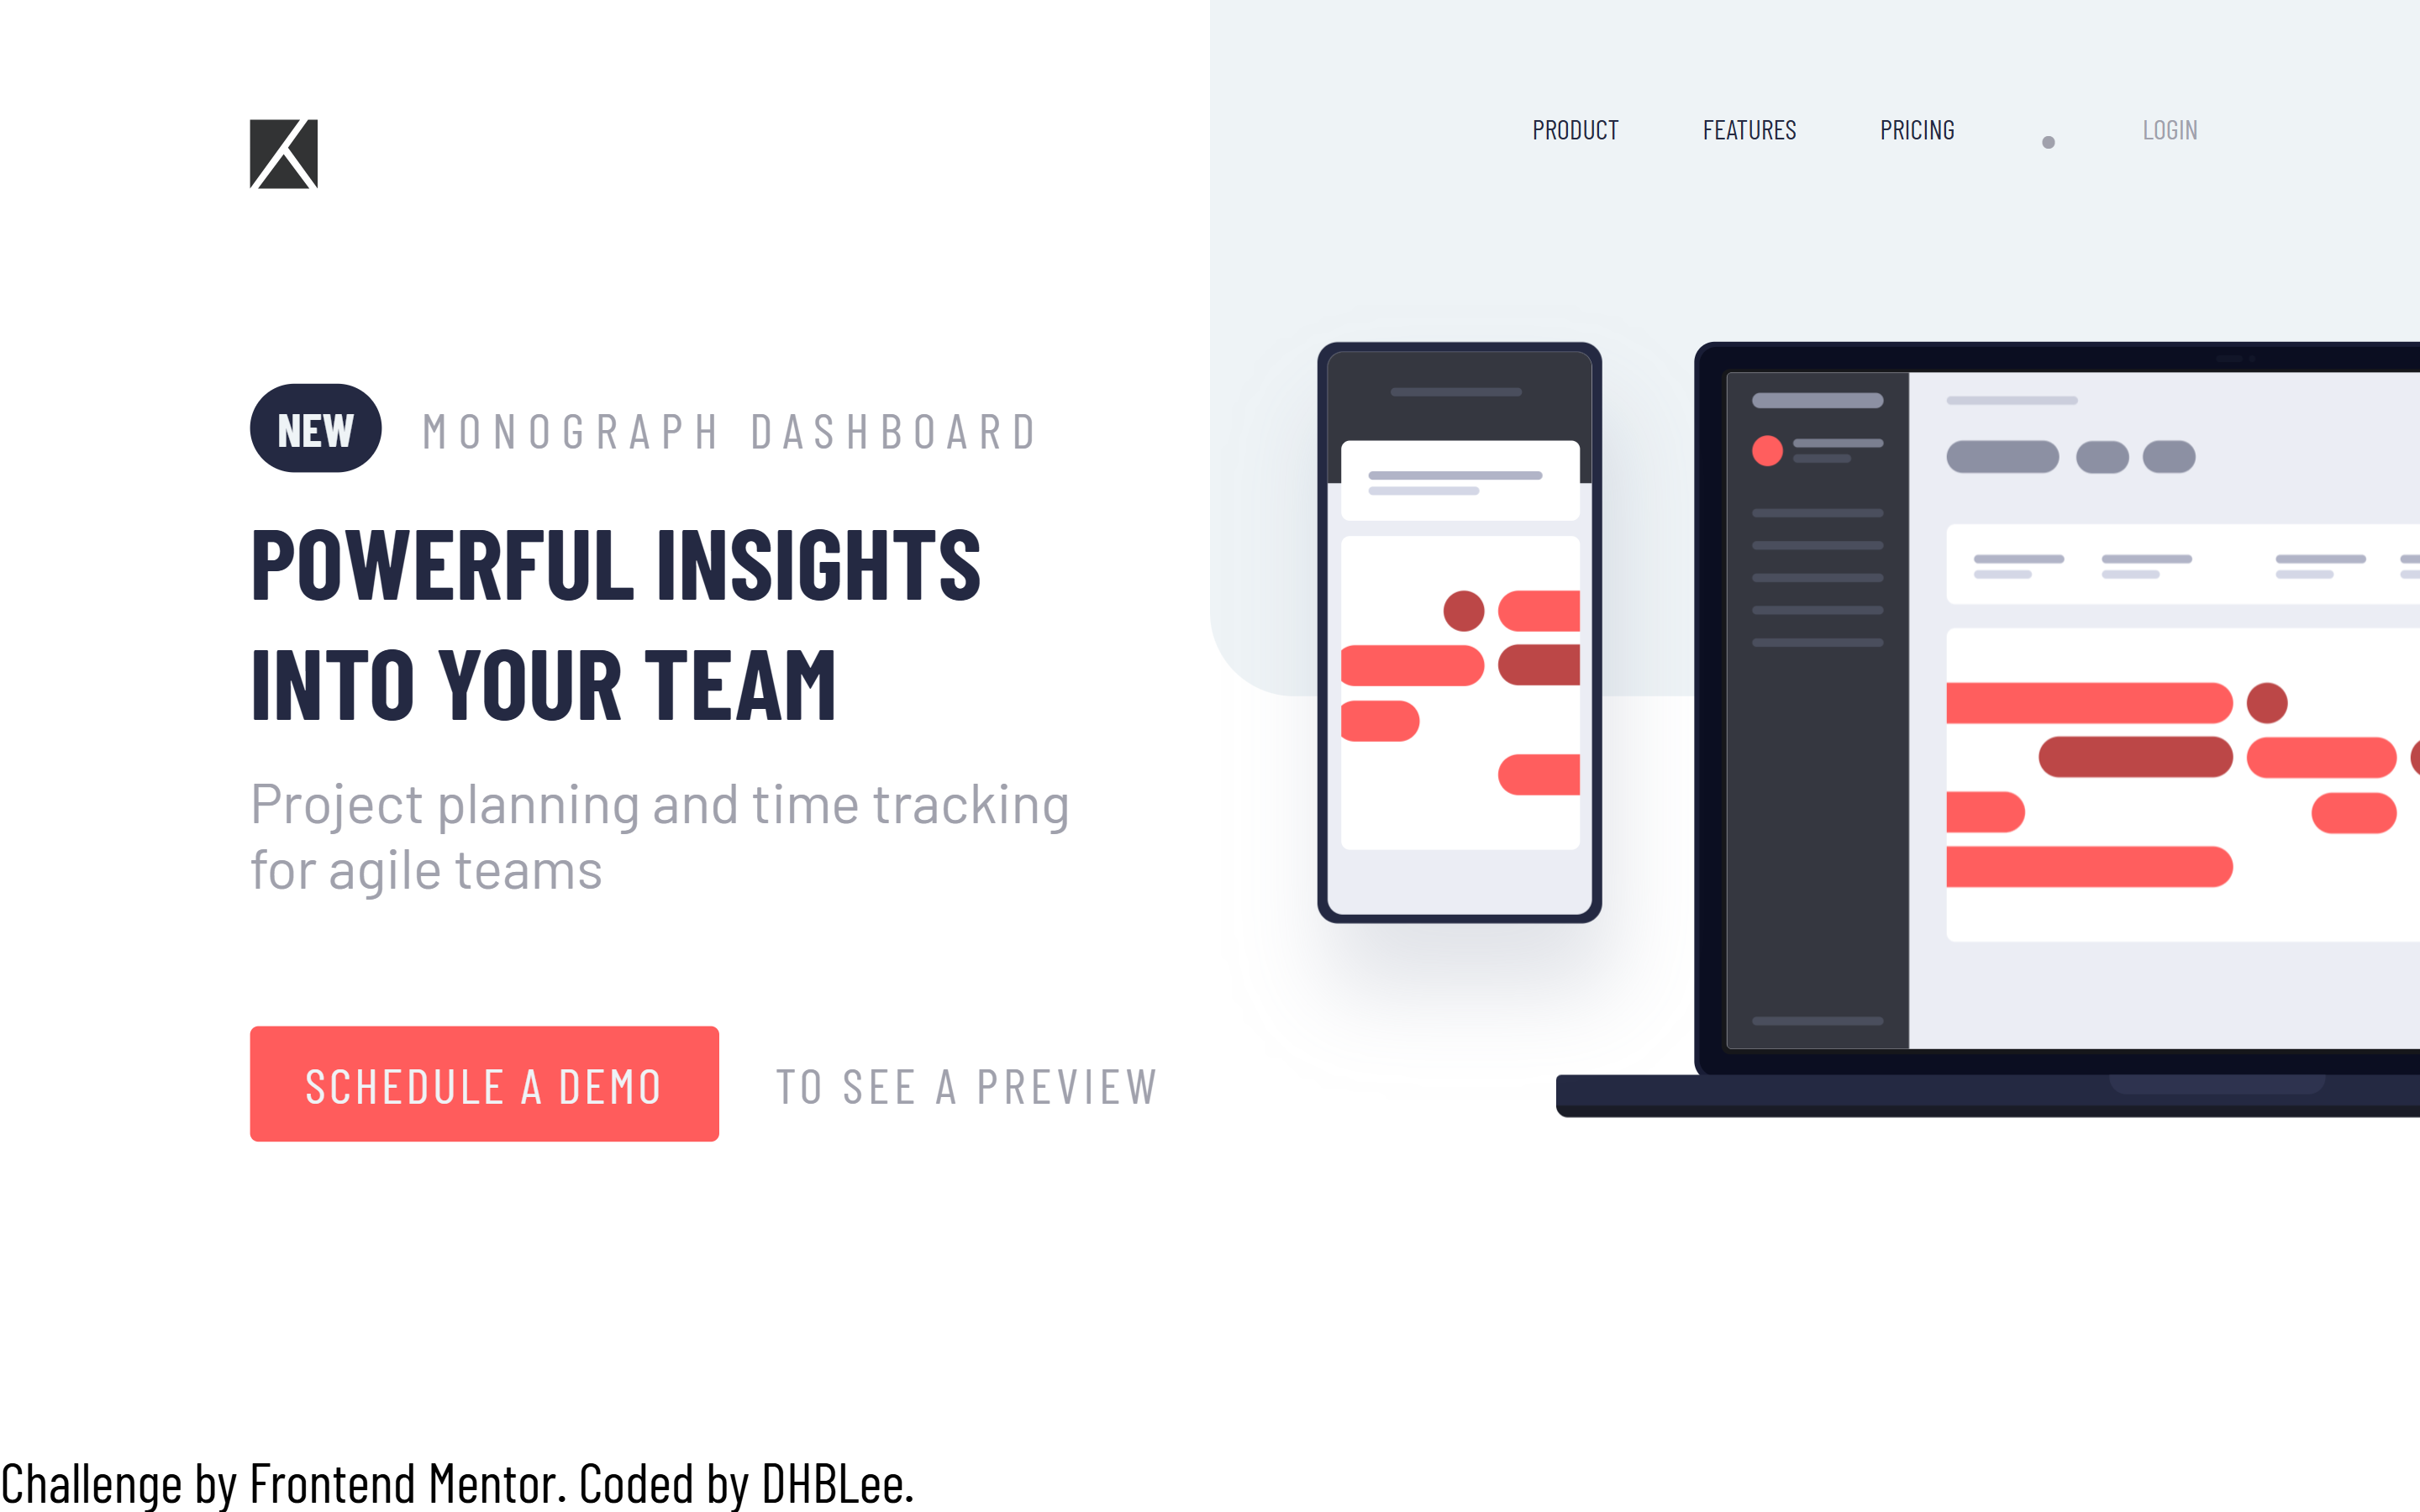 PRODUCT FEATURES PRICING LOGIN
NEW MONOGRAPH DASHBOARD
POWERFUL INSIGHTS
INTO YOUR TEAM
Project planning and time tracking
for agile teams
SCHEDULE A DEMO TO SEE A PREVIEW
Challenge by Frontend Mentor. Coded by DHBLee.